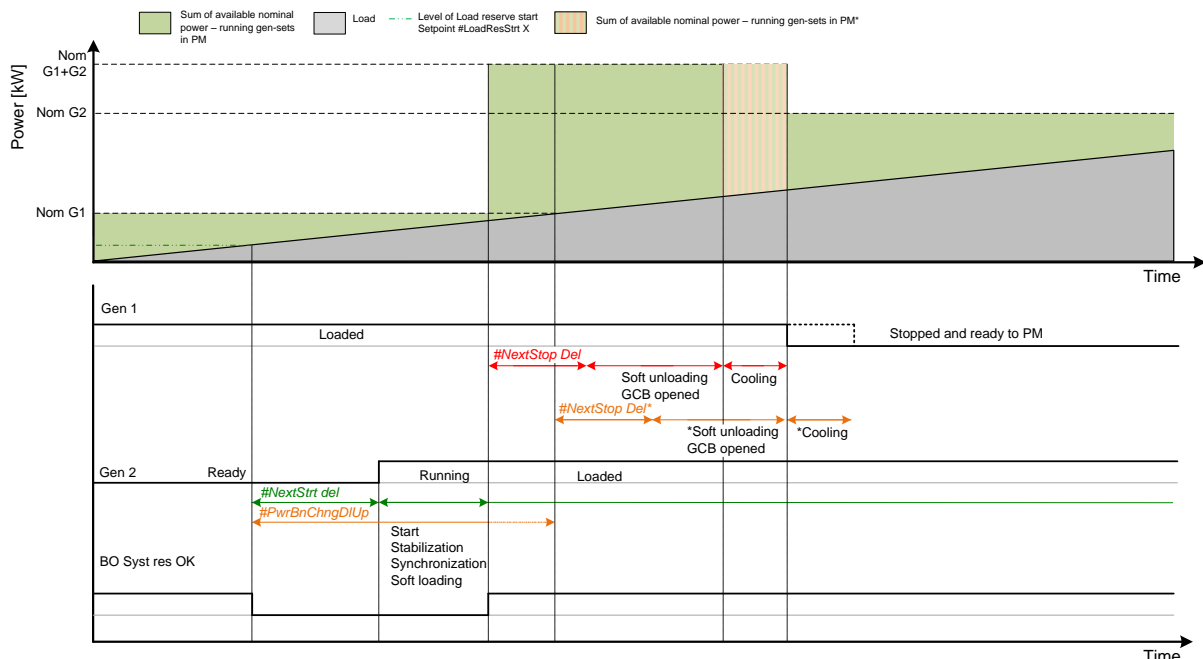 Sum of available nominal
power – running gen-sets
in PM
Load
Level of Load reserve start
Setpoint #LoadResStrt X
Sum of available nominal power – running gen-sets in PM*
Power [kW]
Nom
G1+G2
Nom G2
Nom G1
Time
Gen 1
Loaded
Stopped and ready to PM
#NextStop Del
Soft unloading
GCB opened
Cooling
#NextStop Del*
*Soft unloading
GCB opened
*Cooling
Gen 2
Ready
Running
Loaded
#NextStrt del
#PwrBnChngDlUp
Start
Stabilization
Synchronization
Soft loading
BO Syst res OK
Time